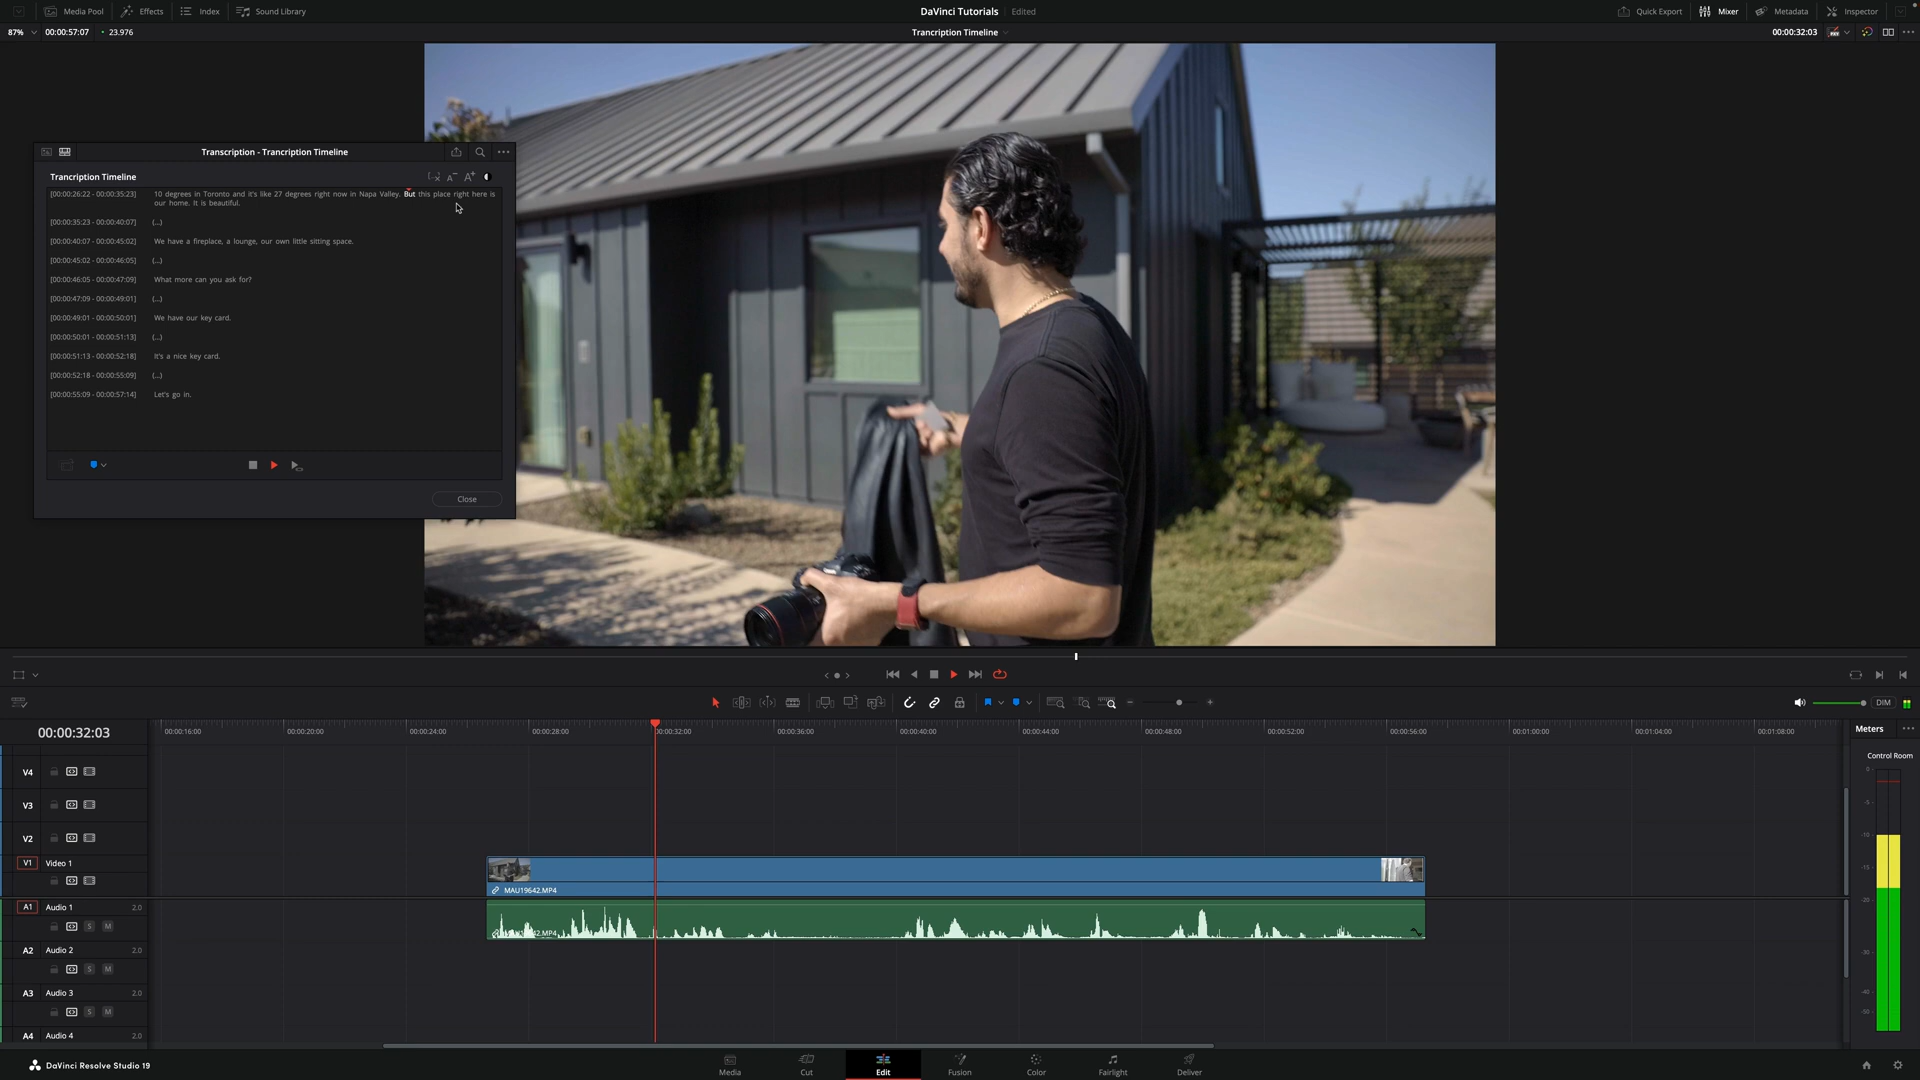 Media Pool Effects Index Sound Library DaVinci Tutorials Edited Quick Export Mixer Metadata Inspector
87% 00:00:57:07 23.976 Trancription Timeline 00:00:32:03
Transcription - Trancription Timeline
Trancription Timeline
[00:00:26:22 - 00:00:35:23] 10 degrees in Toronto and it's like 27 degrees right now in Napa Valley. But this place right here is
our home. It is beautiful.
[00:00:35:23 - 00:00:40:07] (...)
[00:00:40:07 - 00:00:45:02] We have a fireplace, a lounge, our own little sitting space.
[00:00:45:02 - 00:00:46:05] (...)
[00:00:46:05 - 00:00:47:09] What more can you ask for?
[00:00:47:09 - 00:00:49:01] (...)
[00:00:49:01 - 00:00:50:01] We have our key card.
[00:00:50:01 - 00:00:51:13] (...)
[00:00:51:13 - 00:00:52:18] It's a nice key card.
[00:00:52:18 - 00:00:55:09] (...)
[00:00:55:09 - 00:00:57:14] Let's go in.
Close
DIM
00:00:32:03 00:00:16:00 00:00:20:00 00:00:24:00 00:00:28:00 00:00:32:00 00:00:36:00 00:00:40:00 00:00:44:00 00:00:48:00 00:00:52:00 00:00:56:00 00:01:00:00 00:01:04:00 00:01:08:00 Meters
Control Room
V4
V3
V2
V1 Video 1
MAU19642.MP4
A1 Audio 1 2.0
S M
A2 Audio 2 2.0
S M
A3 Audio 3 2.0
S M
A4 Audio 4 2.0
0
-5
-10
-15
-20
-30
-40
-50
DaVinci Resolve Studio 19 Media Cut Edit Fusion Color Fairlight Deliver